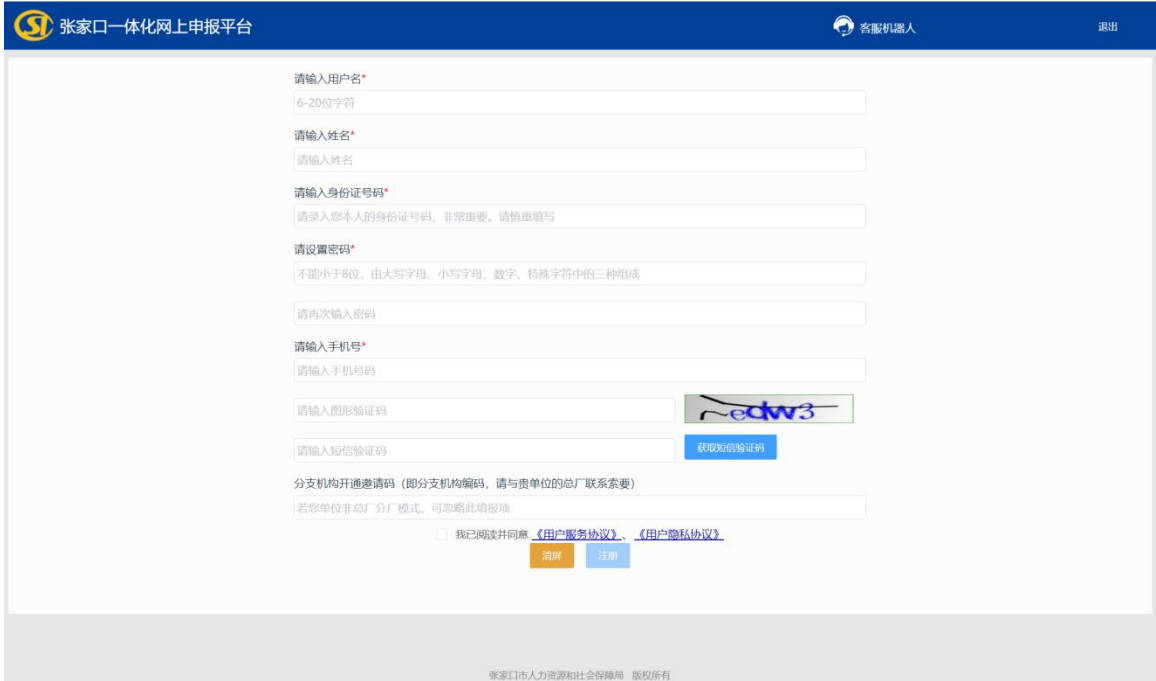 张家口一体化网上申报平台
客服机器人
退出
请输入用户名*
6-20位字符
请输入姓名*
请输入姓名
请输入身份证号码*
请录入您本人的身份证号码，非常重要。请慎重填写
请设置密码*
不能小于8位，由大写字母、小写字母、数字、特殊字符中的三种组成
请再次输入密码
请输入手机号*
请输入手机号码
请输入图形验证码
edw3
请输入短信验证码
获取短信验证码
分支机构开通邀请码（即分支机构编码，请与贵单位的总厂联系索要）
若您单位非总厂分厂模式，可忽略此填报项
我已阅读并同意 《用户服务协议》、 《用户隐私协议》
清屏
注册
张家口市人力资源和社会保障局 版权所有